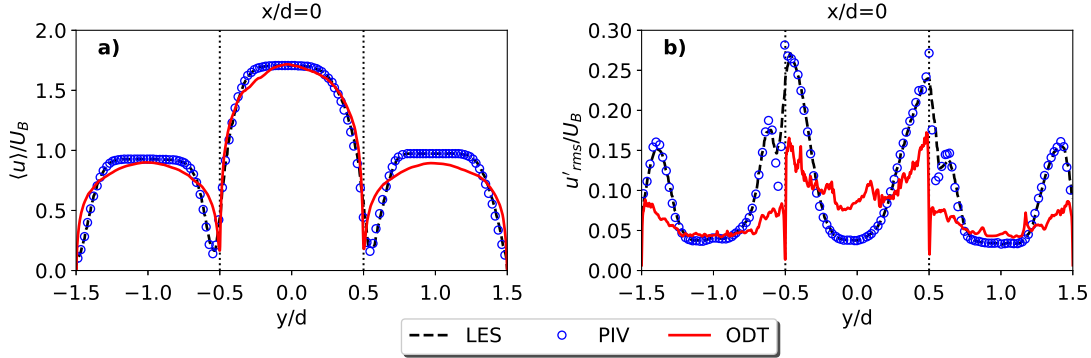 x/d=0
a)
2.0
1.5
1.0
0.5
0.0
⟨u⟩/U_B
−1.5 −1.0 −0.5 0.0 0.5 1.0 1.5
y/d
x/d=0
b)
0.30
0.25
0.20
0.15
0.10
0.05
0.00
u'_rms/U_B
−1.5 −1.0 −0.5 0.0 0.5 1.0 1.5
y/d
LES PIV ODT